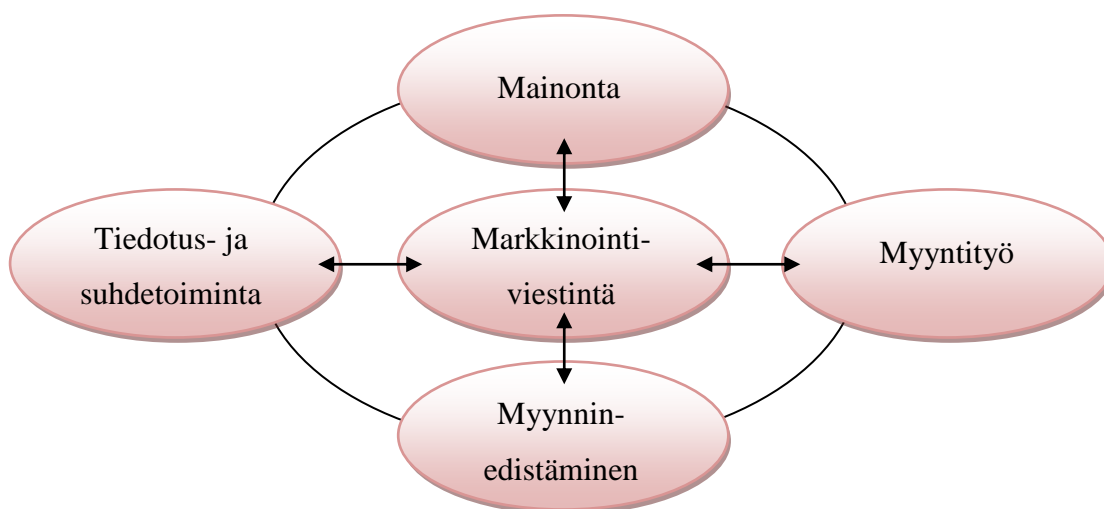 Mainonta
Tiedotus- ja
suhdetoiminta
Markkinointi-
viestintä
Myyntityö
Myynnin-
edistäminen